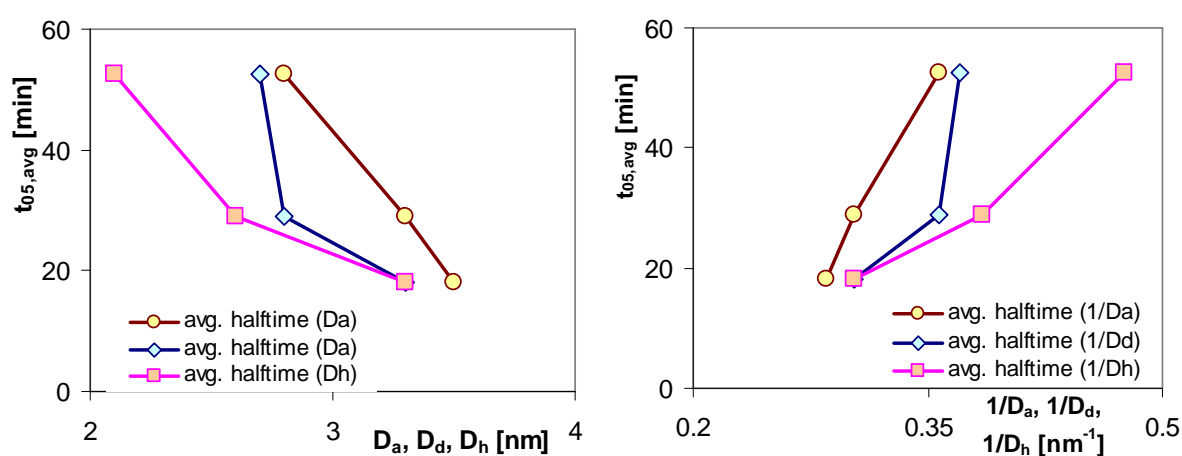 60
40
20
0
t05,avg [min]
avg. halftime (Da)
avg. halftime (Da)
avg. halftime (Dh)
2
3
4
Da, Dd, Dh [nm]
60
40
20
0
t05,avg [min]
avg. halftime (1/Da)
avg. halftime (1/Dd)
avg. halftime (1/Dh)
0.2
0.35
0.5
1/Da, 1/Dd,
1/Dh [nm-1]